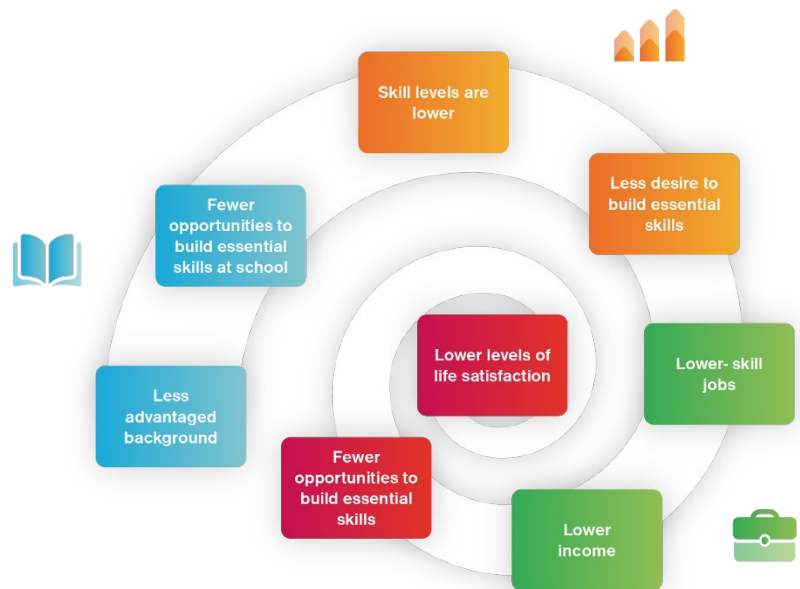 Less
advantaged
background
Fewer
opportunities to
build essential
skills at school
Skill levels are
lower
Less desire to
build essential
skills
Lower- skill
jobs
Lower
income
Fewer
opportunities to
build essential
skills
Lower levels of
life satisfaction